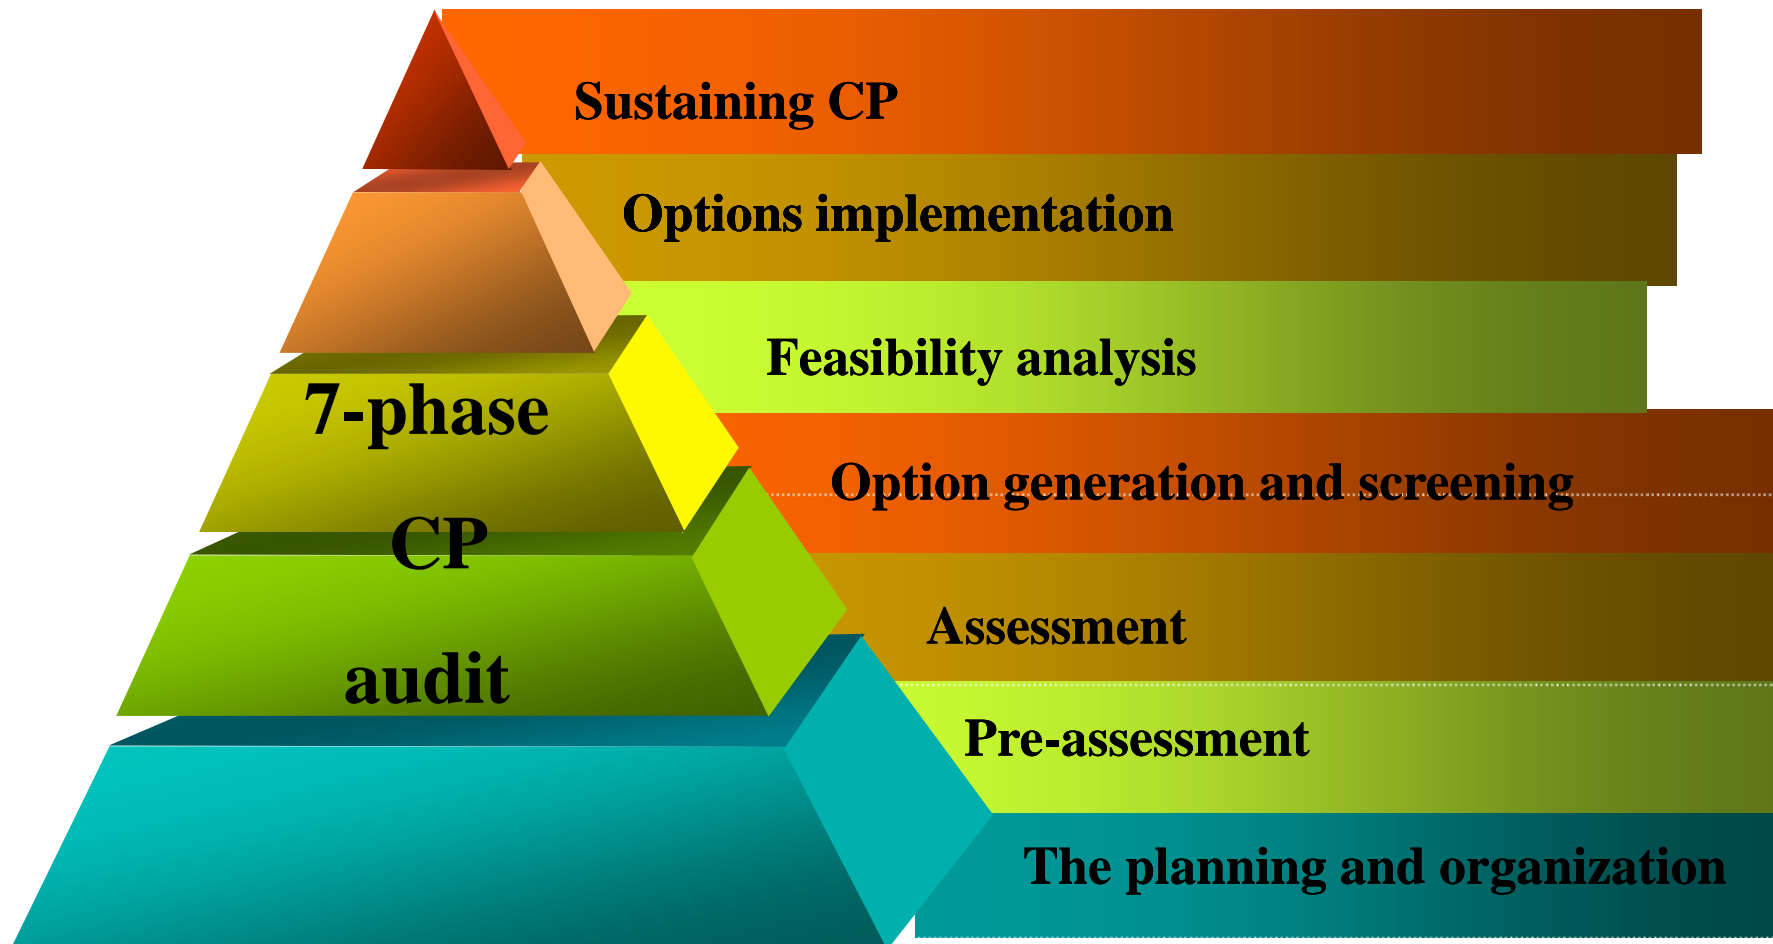 Sustaining CP
Options implementation
Feasibility analysis
7-phase
Option generation and screening
CP
Assessment
audit
Pre-assessment
The planning and organization